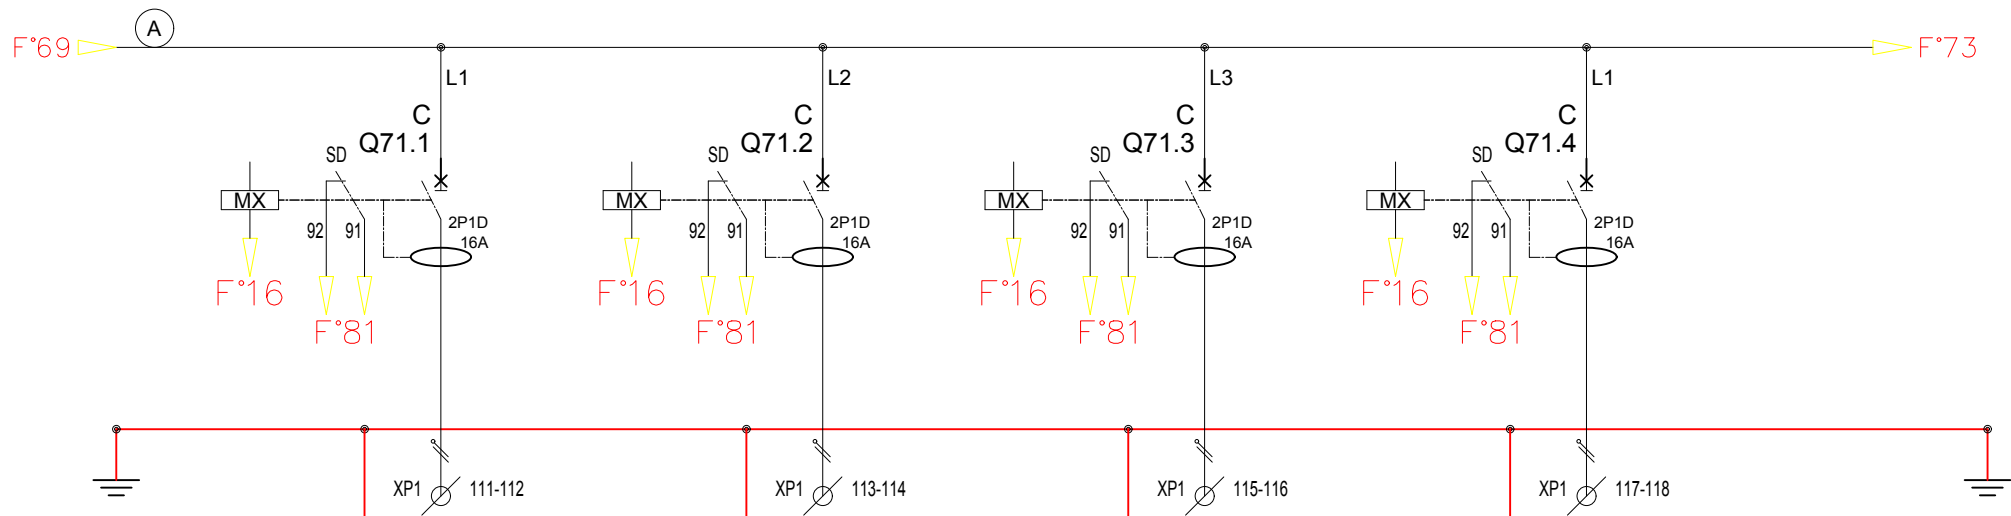 A
F°69
F°73
L1
L2
L3
L1
C
C
C
C
Q71.1
Q71.2
Q71.3
Q71.4
SD
SD
SD
SD
MX
MX
MX
MX
2P1D
2P1D
2P1D
2P1D
92 91
92 91
92 91
92 91
16A
16A
16A
16A
F°16
F°16
F°16
F°16
F°81
F°81
F°81
F°81
XP1 111-112
XP1 113-114
XP1 115-116
XP1 117-118